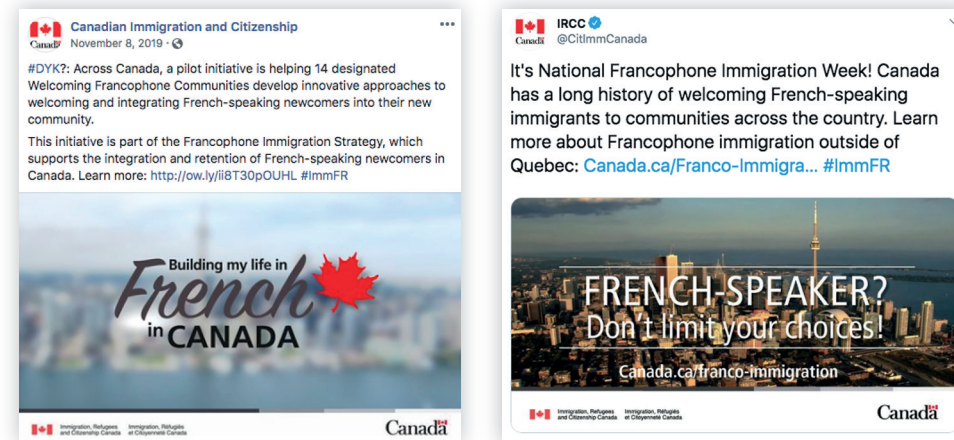 Canadian Immigration and Citizenship
Canada
November 8, 2019 ·
#DYK?: Across Canada, a pilot initiative is helping 14 designated
Welcoming Francophone Communities develop innovative approaches to
welcoming and integrating French-speaking newcomers into their new
community.
This initiative is part of the Francophone Immigration Strategy, which
supports the integration and retention of French-speaking newcomers in
Canada. Learn more: http://ow.ly/ii8T30pOUHL #ImmFR
Building my life in
French
in CANADA
Immigration, Refugees
and Citizenship Canada
Immigration, Réfugiés
et Citoyenneté Canada
Canada
IRCC
Canada
@CitImmCanada
It's National Francophone Immigration Week! Canada
has a long history of welcoming French-speaking
immigrants to communities across the country. Learn
more about Francophone immigration outside of
Quebec: Canada.ca/Franco-Immigra... #ImmFR
FRENCH-SPEAKER?
Don't limit your choices!
Canada.ca/franco-immigration
Immigration, Refugees
and Citizenship Canada
Immigration, Réfugiés
et Citoyenneté Canada
Canada